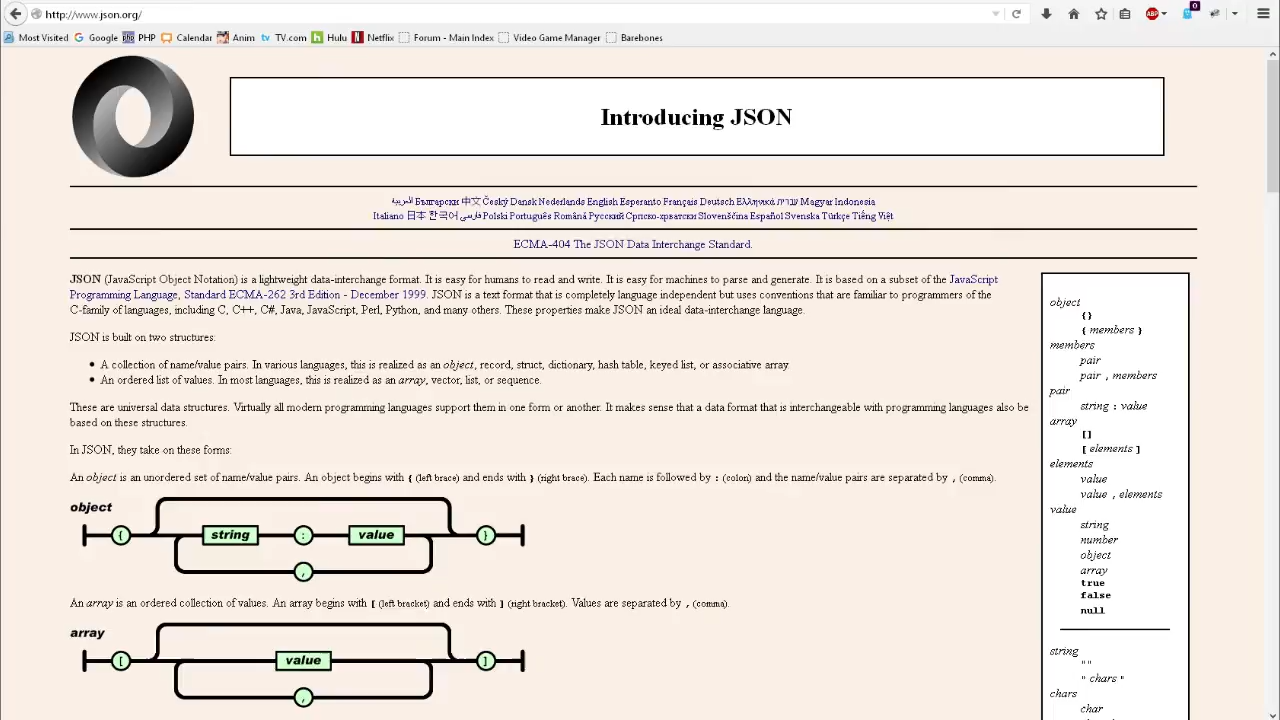 http://www.json.org/
ABP
0
Most Visited Google PHP Calendar Anim TV.com Hulu Netflix Forum - Main Index Video Game Manager Barebones
Introducing JSON
العربية Български 中文 Český Dansk Nederlands English Esperanto Français Deutsch Ελληνικά עברית Magyar Indonesia
Italiano 日本 한국어 فارسی Polski Português Română Русский Српско-хрватски Slovenščina Español Svenska Türkçe Tiếng Việt
ECMA-404 The JSON Data Interchange Standard.
JSON (JavaScript Object Notation) is a lightweight data-interchange format. It is easy for humans to read and write. It is easy for machines to parse and generate. It is based on a subset of the JavaScript
Programming Language, Standard ECMA-262 3rd Edition - December 1999. JSON is a text format that is completely language independent but uses conventions that are familiar to programmers of the
C-family of languages, including C, C++, C#, Java, JavaScript, Perl, Python, and many others. These properties make JSON an ideal data-interchange language.
JSON is built on two structures:
• A collection of name/value pairs. In various languages, this is realized as an object, record, struct, dictionary, hash table, keyed list, or associative array
• An ordered list of values. In most languages, this is realized as an array, vector, list, or sequence.
These are universal data structures. Virtually all modern programming languages support them in one form or another. It makes sense that a data format that is interchangeable with programming languages also be
based on these structures.
In JSON, they take on these forms:
An object is an unordered set of name/value pairs. An object begins with { (left brace) and ends with } (right brace). Each name is followed by : (colon) and the name/value pairs are separated by , (comma).
object
{ string : value }
,
An array is an ordered collection of values. An array begins with [ (left bracket) and ends with ] (right bracket). Values are separated by , (comma).
array
[ value ]
,
object
{}
{ members }
members
pair
pair , members
pair
string : value
array
[]
[ elements ]
elements
value
value , elements
value
string
number
object
array
true
false
null
string
""
" chars "
chars
char